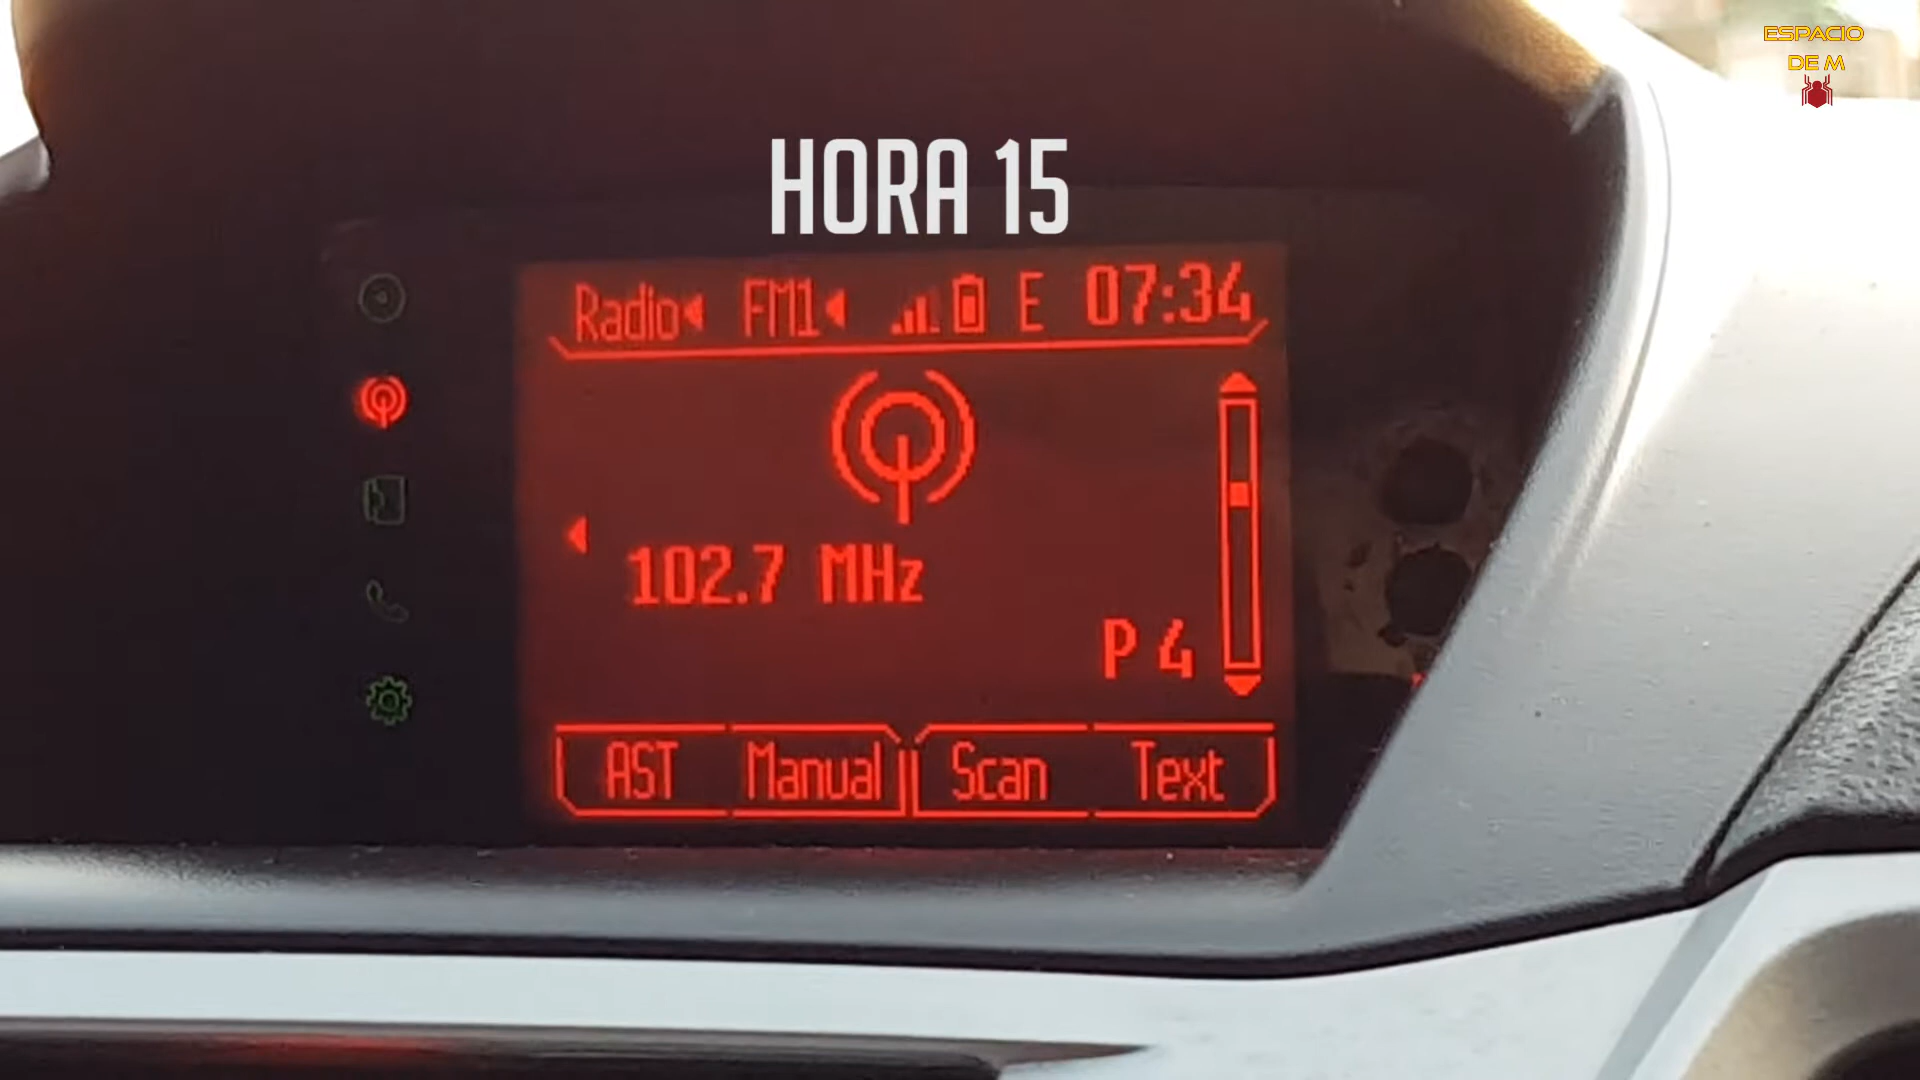 ESPACIO
DE M
HORA 15
Radio FM1 E 07:34
102.7 MHz
P 4
AST Manual Scan Text